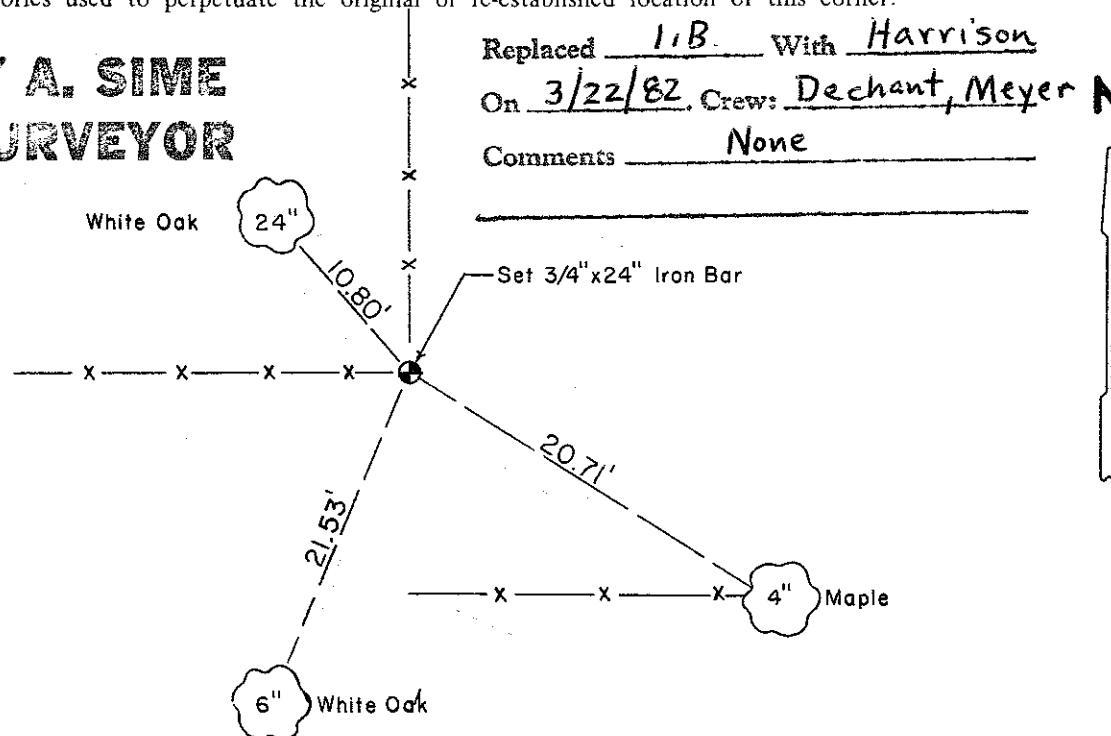 ories used to perpetuate the original or re-established location of this corner.
A. SIME
URVEYOR
Replaced I.B. With Harrison
On 3/22/82. Crew: Dechant, Meyer
Comments None
White Oak 24"
10.80'
Set 3/4"x24" Iron Bar
x x x x
20.71'
21.53'
x x x 4" Maple
6" White Oak